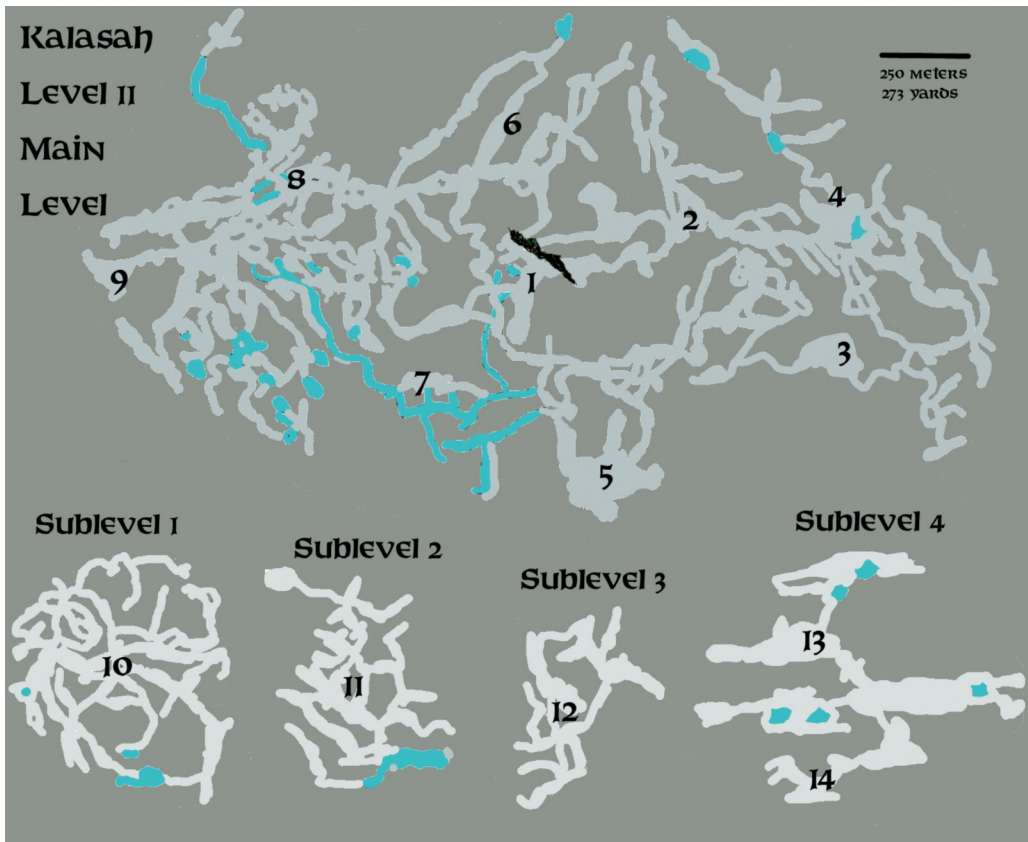 Kalasah
Level II
Main
Level
250 meters
273 yards
6
8
4
2
9
1
3
7
5
Sublevel 1
Sublevel 2
Sublevel 3
Sublevel 4
10
11
12
13
14